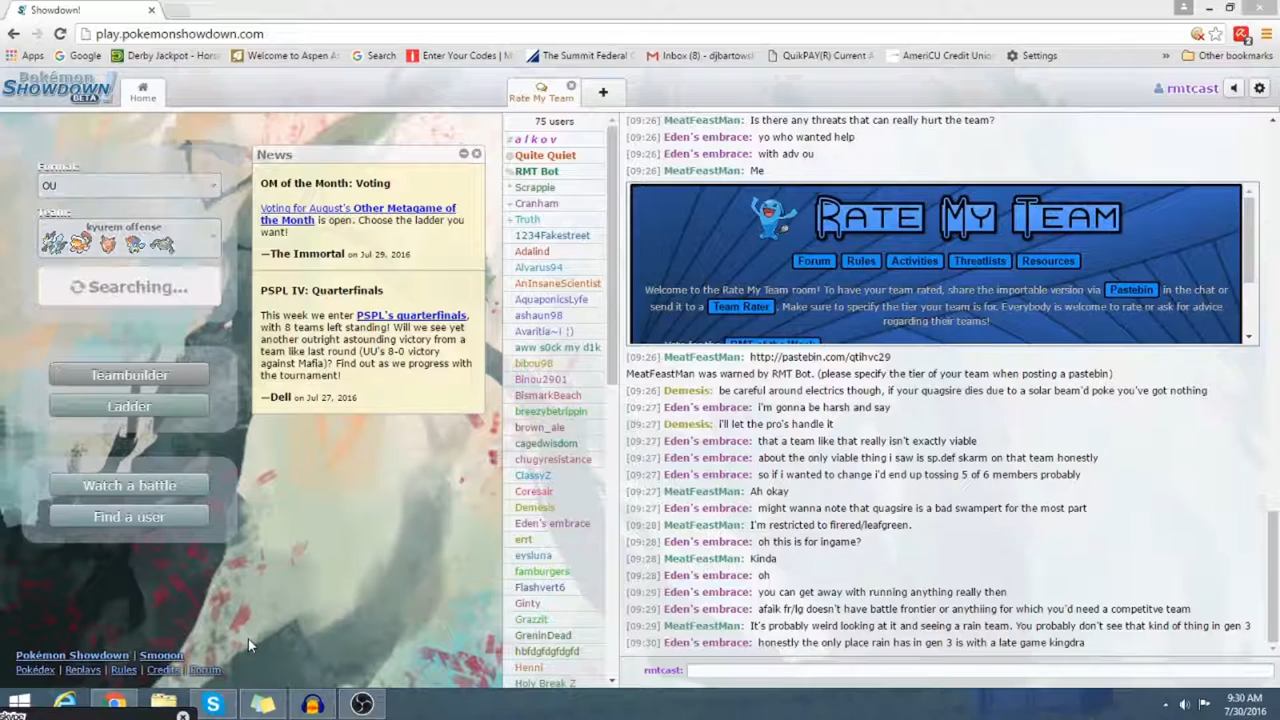 Showdown!
play.pokemonshowdown.com
Apps
Google
Derby Jackpot - Hors
Welcome to Aspen A
Search
Enter Your Codes | M
The Summit Federal C
Inbox (8) - djbartows
QuikPAY(R) Current A
AmeriCU Credit Unio
Settings
»
Other bookmarks
Pokémon
SHOWDOWN
BETA
Home
Rate My Team
+
rmtcast
Format:
OU
Team:
kyurem offense
Searching...
Teambuilder
Ladder
Watch a battle
Find a user
Pokémon Showdown | Smogon
Pokédex | Replays | Rules | Credits | Forum
News
OM of the Month: Voting
Voting for August's Other Metagame of
the Month is open. Choose the ladder you
want!
—The Immortal on Jul 29, 2016
PSPL IV: Quarterfinals
This week we enter PSPL's quarterfinals,
with 8 teams left standing! Will we see yet
another outright astounding victory from a
team like last round (UU's 8-0 victory
against Mafia)? Find out as we progress with
the tournament!
—Dell on Jul 27, 2016
75 users
a l k o v
Quite Quiet
RMT Bot
Scrappie
Cranham
Truth
1234Fakestreet
Adalind
Alvarus94
AnInsaneScientist
AquaponicsLyfe
ashaun98
Avaritia~! ;)
aww s0ck my d1k
bibou98
Binou2901
BismarkBeach
breezybetrippin
brown_ale
cagedwisdom
chugyresistance
ClassyZ
Coresair
Demesis
Eden's embrace
errt
eysluna
famburgers
Flashvert6
Ginty
Grazzit
GreninDead
hbfdgfdgfdgfd
Henni
Holy Break Z
[09:26] MeatFeastMan: Is there any threats that can really hurt the team?
[09:26] Eden's embrace: yo who wanted help
[09:26] Eden's embrace: with adv ou
[09:26] MeatFeastMan: Me
RATE MY TEAM
Forum Rules Activities Threatlists Resources
Welcome to the Rate My Team room! To have your team rated, share the importable version via Pastebin in the chat or
send it to a Team Rater. Make sure to specify the tier your team is for. Everybody is welcome to rate or ask for advice
regarding their teams!
[09:26] MeatFeastMan: http://pastebin.com/qtihvc29
MeatFeastMan was warned by RMT Bot. (please specify the tier of your team when posting a pastebin)
[09:26] Demesis: be careful around electrics though, if your quagsire dies due to a solar beam'd poke you've got nothing
[09:27] Eden's embrace: i'm gonna be harsh and say
[09:27] Demesis: i'll let the pro's handle it
[09:27] Eden's embrace: that a team like that really isn't exactly viable
[09:27] Eden's embrace: about the only viable thing i saw is sp.def skarm on that team honestly
[09:27] Eden's embrace: so if i wanted to change i'd end up tossing 5 of 6 members probably
[09:27] MeatFeastMan: Ah okay
[09:27] Eden's embrace: might wanna note that quagsire is a bad swampert for the most part
[09:28] MeatFeastMan: I'm restricted to firered/leafgreen.
[09:28] Eden's embrace: oh this is for ingame?
[09:28] MeatFeastMan: Kinda
[09:28] Eden's embrace: oh
[09:29] Eden's embrace: you can get away with running anything really then
[09:29] Eden's embrace: afaik fr/lg doesn't have battle frontier or anythiing for which you'd need a competitve team
[09:29] MeatFeastMan: It's probably weird looking at it and seeing a rain team. You probably don't see that kind of thing in gen 3
[09:30] Eden's embrace: honestly the only place rain has in gen 3 is with a late game kingdra
rmtcast:
skype
9:30 AM
7/30/2016